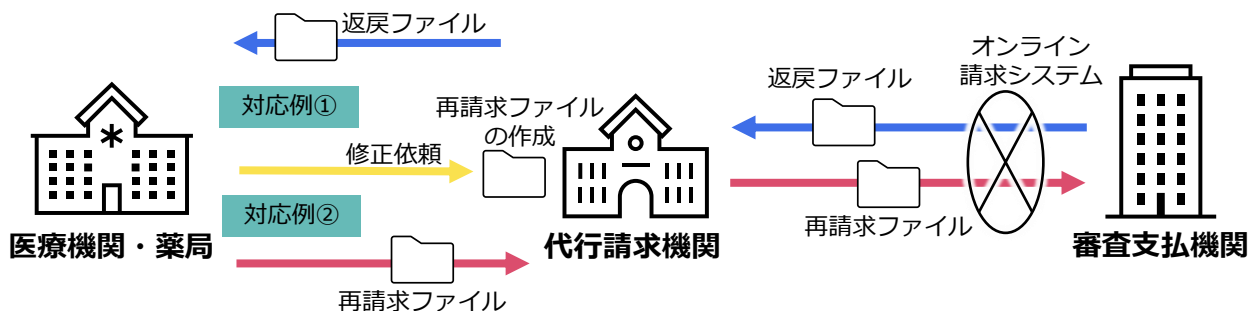 返戻ファイル
オンライン
請求システム
返戻ファイル
対応例①
再請求ファイル
の作成
修正依頼
対応例②
再請求ファイル
医療機関・薬局
代行請求機関
審査支払機関
再請求ファイル